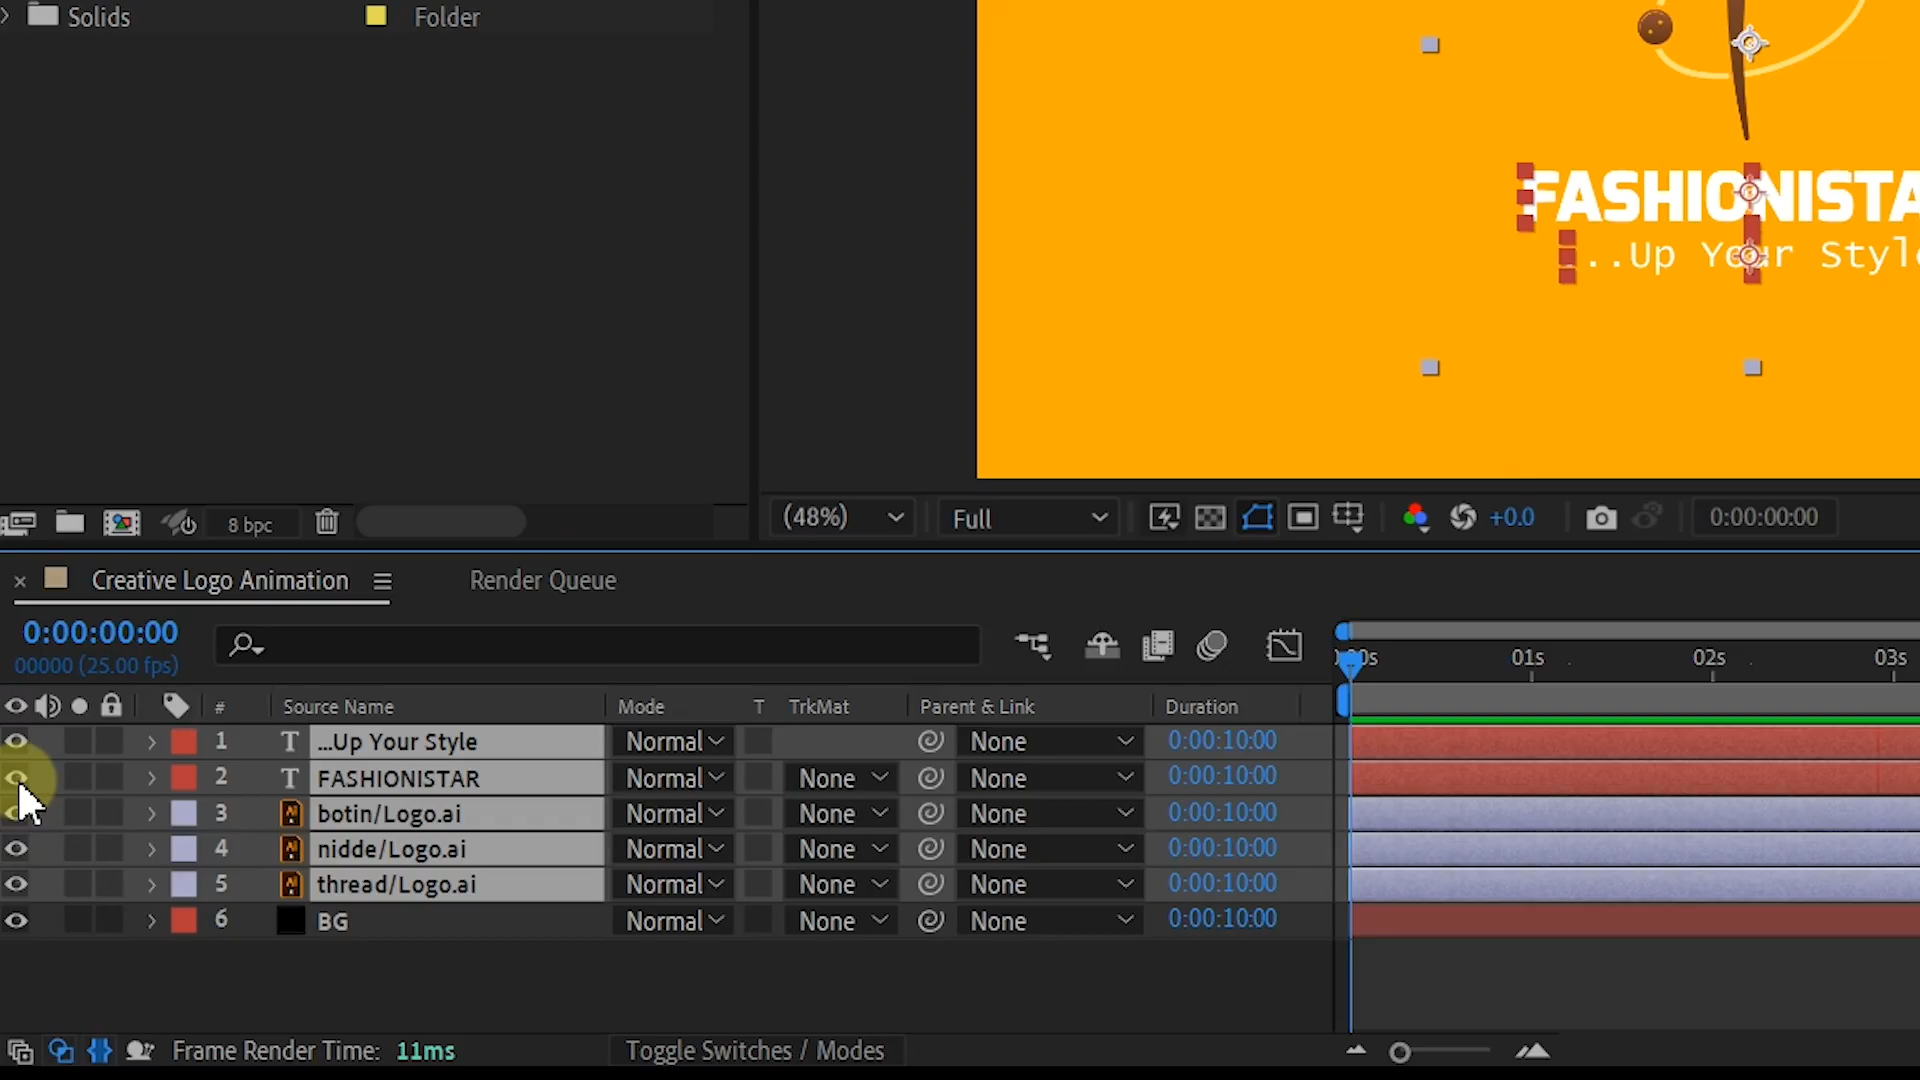 Solids Folder
FASHIONISTA
..Up Your Style
8 bpc
(48%) Full +0.0 0:00:00:00
Creative Logo Animation Render Queue
0:00:00:00
00000 (25.00 fps)
00s 01s 02s 03s
# Source Name Mode T TrkMat Parent & Link Duration
1 T ...Up Your Style Normal None 0:00:10:00
2 T FASHIONISTAR Normal None None 0:00:10:00
3 botin/Logo.ai Normal None None 0:00:10:00
4 nidde/Logo.ai Normal None None 0:00:10:00
5 thread/Logo.ai Normal None None 0:00:10:00
6 BG Normal None None 0:00:10:00
Frame Render Time: 11ms Toggle Switches / Modes